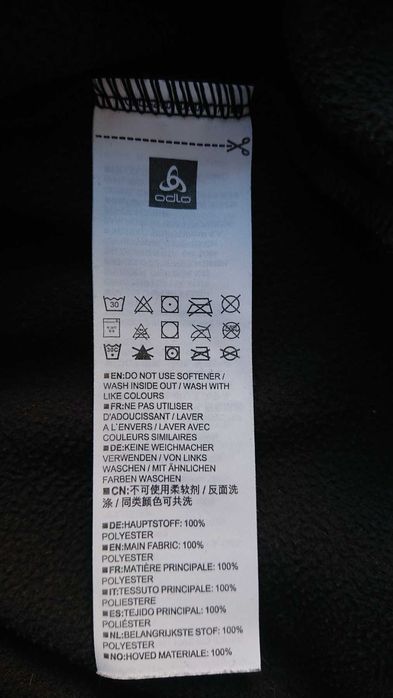 odlo
30
EN:DO NOT USE SOFTENER /
WASH INSIDE OUT / WASH WITH
LIKE COLOURS
FR:NE PAS UTILISER
D'ADOUCISSANT / LAVER
A L'ENVERS / LAVER AVEC
COULEURS SIMILAIRES
DE:KEINE WEICHMACHER
VERWENDEN / VON LINKS
WASCHEN / MIT ÄHNLICHEN
FARBEN WASCHEN
CN:不可使用柔软剂 / 反面洗
涤 / 同类颜色可共洗
DE:HAUPTSTOFF: 100%
POLYESTER
EN:MAIN FABRIC: 100%
POLYESTER
FR:MATIÈRE PRINCIPALE: 100%
POLYESTER
IT:TESSUTO PRINCIPALE: 100%
POLIESTERE
ES:TEJIDO PRINCIPAL: 100%
POLIÉSTER
NL:BELANGRIJKSTE STOF: 100%
POLYESTER
NO:HOVED MATERIALE: 100%